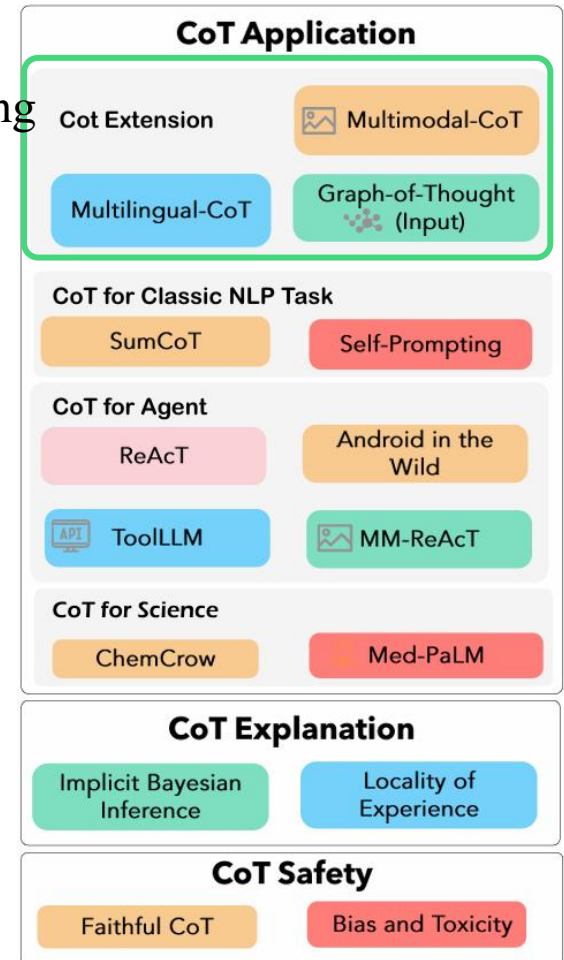 CoT Application
ng
Cot Extension
Multimodal-CoT
Multilingual-CoT
Graph-of-Thought
(Input)
CoT for Classic NLP Task
SumCoT
Self-Prompting
CoT for Agent
ReAcT
Android in the
Wild
API
ToolLLM
MM-ReAcT
CoT for Science
ChemCrow
Med-PaLM
CoT Explanation
Implicit Bayesian
Inference
Locality of
Experience
CoT Safety
Faithful CoT
Bias and Toxicity